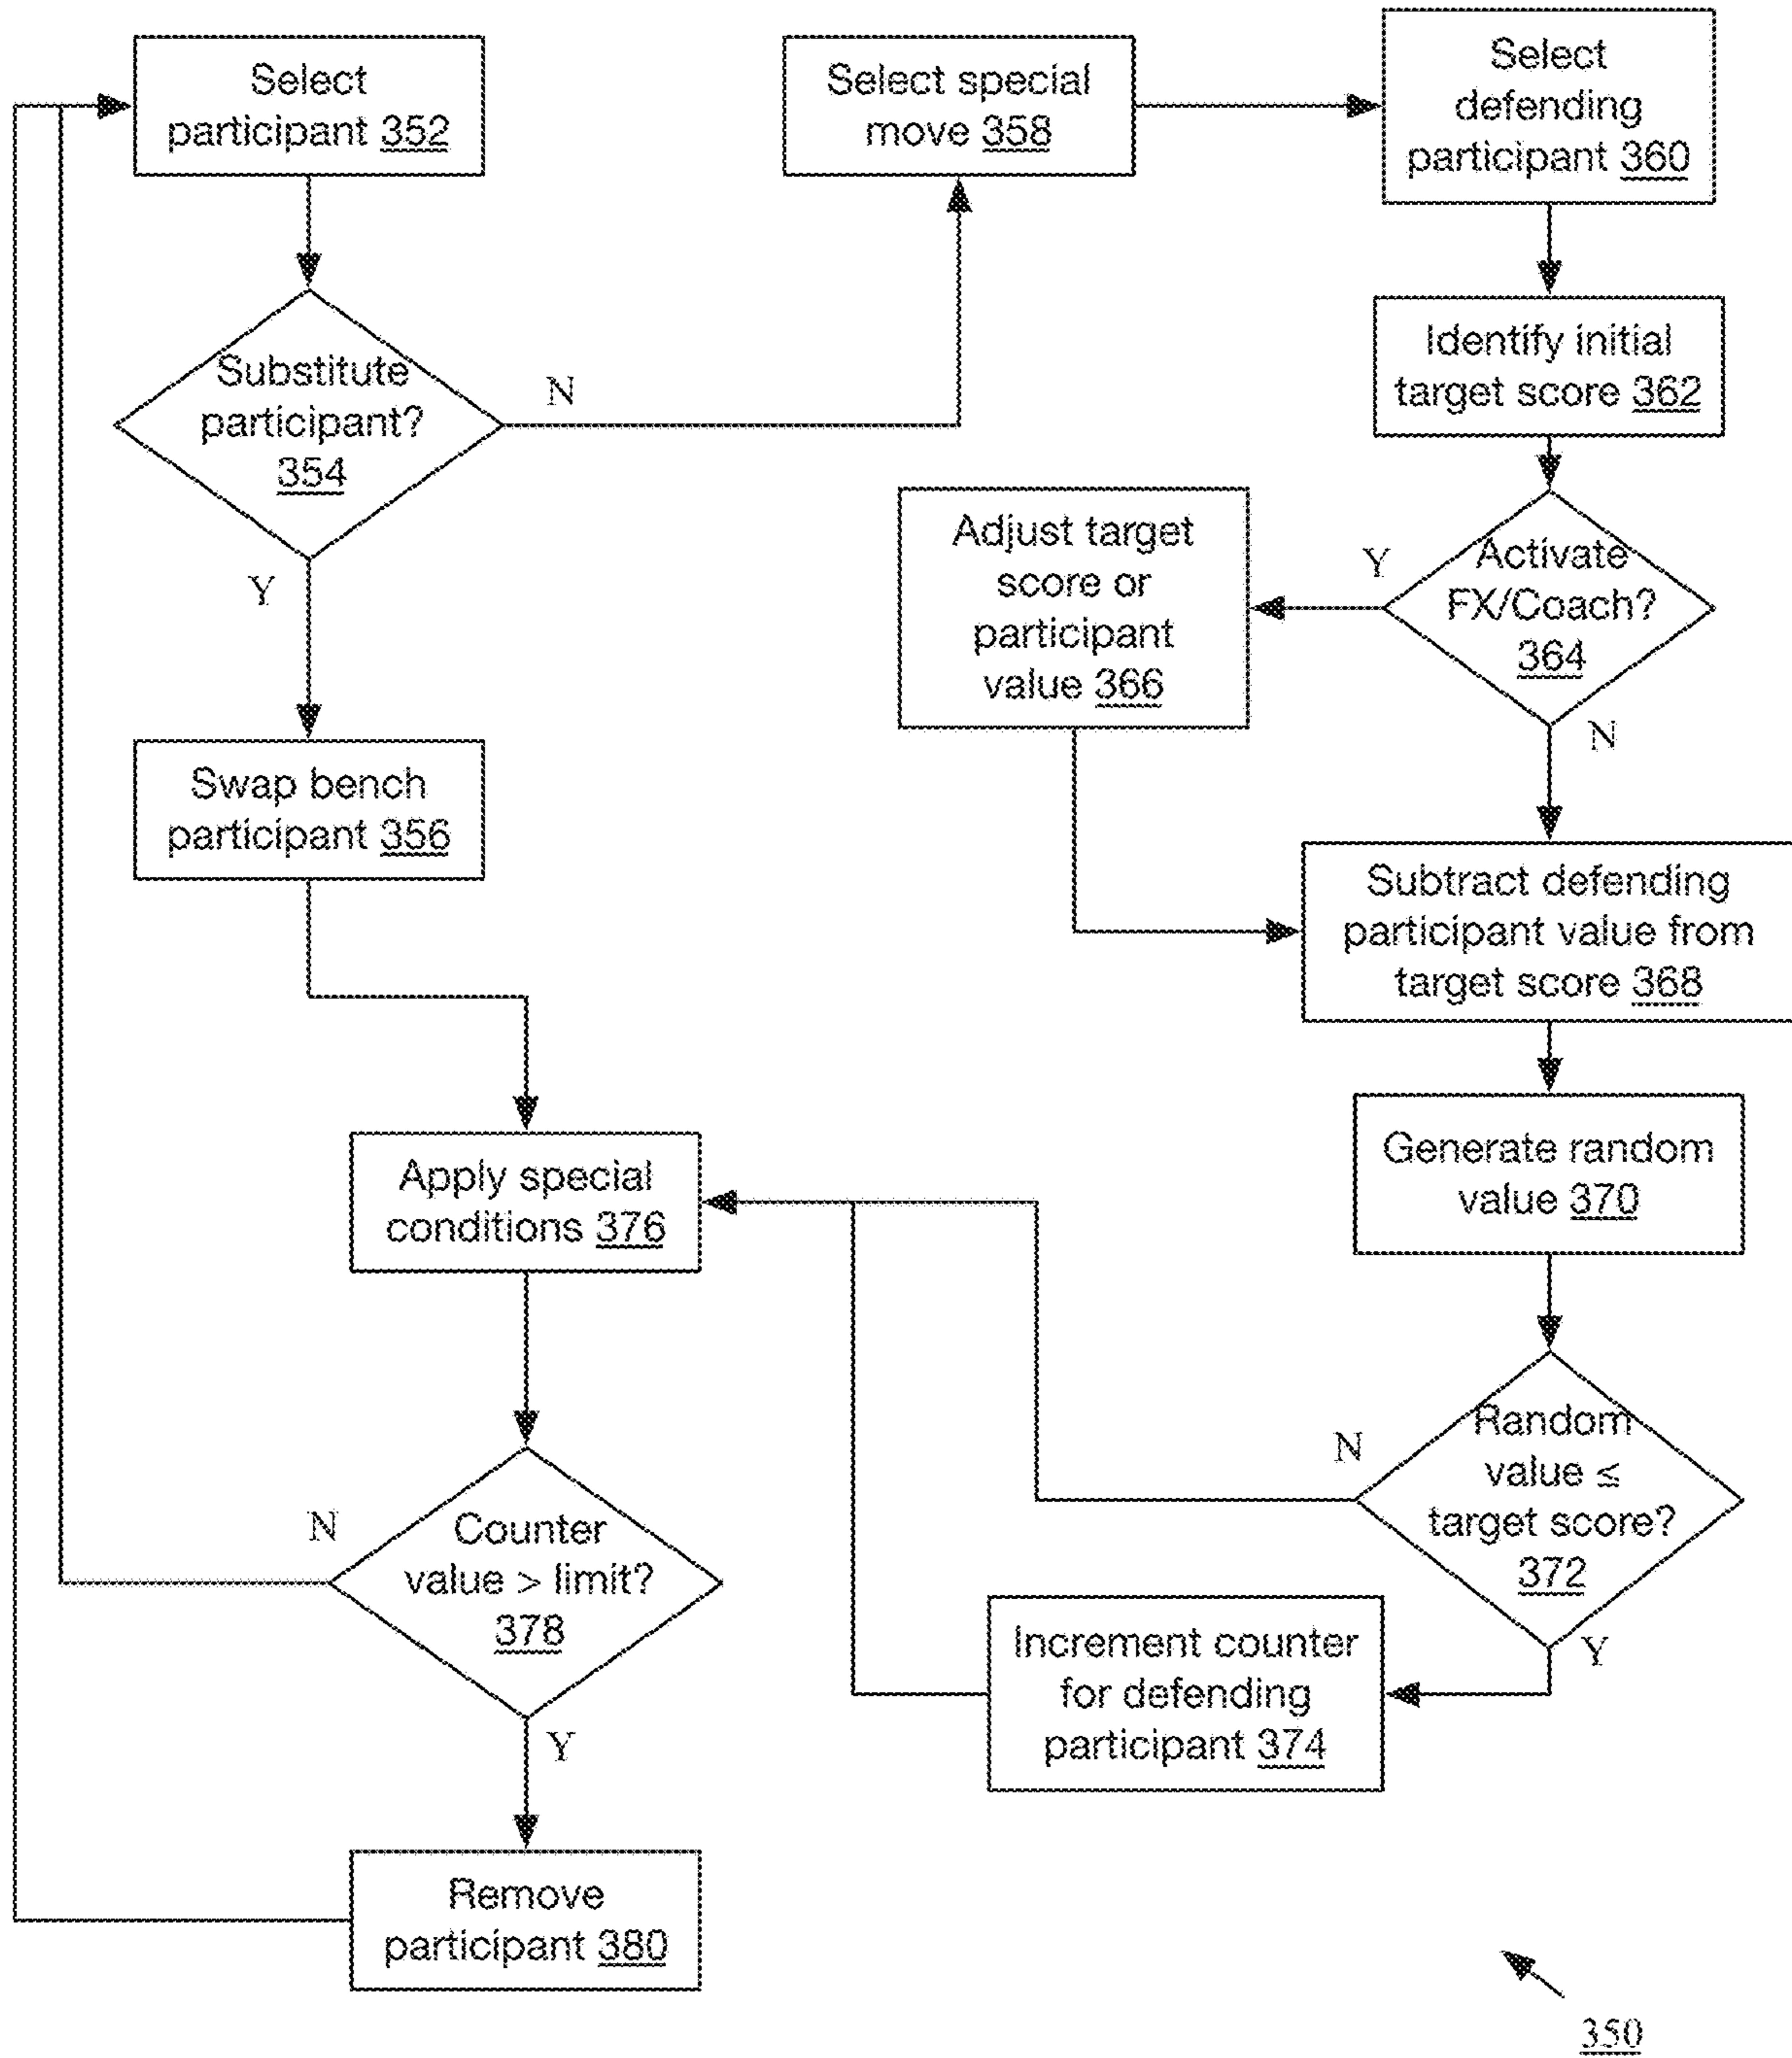 Select
participant 352
Substitute
participant?
354
N
Y
Swap bench
participant 356
Select special
move 358
Select
defending
participant 360
Identify initial
target score 362
Activate
FX/Coach?
364
Y
N
Adjust target
score or
participant
value 366
Subtract defending
participant value from
target score 368
Generate random
value 370
Random
value ≤
target score?
372
N
Y
Increment counter
for defending
participant 374
Apply special
conditions 376
Counter
value > limit?
378
N
Y
Remove
participant 380
350